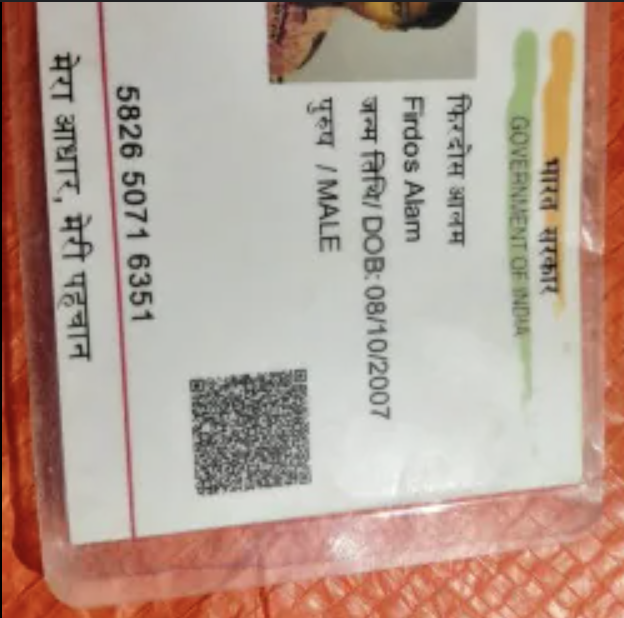 भारत सरकार
GOVERNMENT OF INDIA
फिरदोस आलम
Firdos Alam
जन्म तिथि/ DOB: 08/10/2007
पुरुष / MALE
5826 5071 6351
मेरा आधार, मेरी पहचान